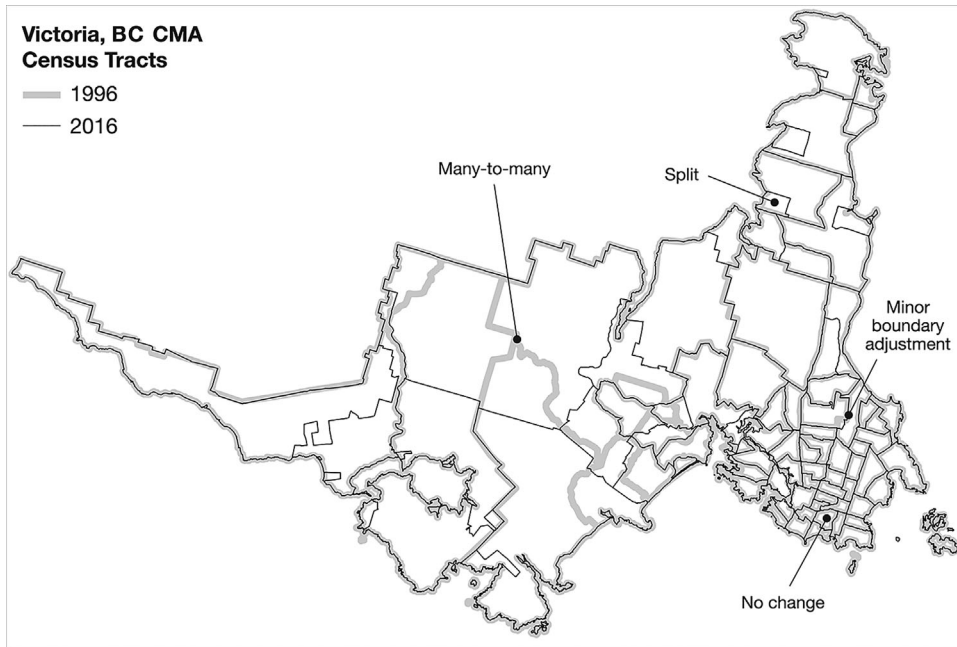 Victoria, BC CMA
Census Tracts
1996
2016
Many-to-many
Split
Minor
boundary
adjustment
No change